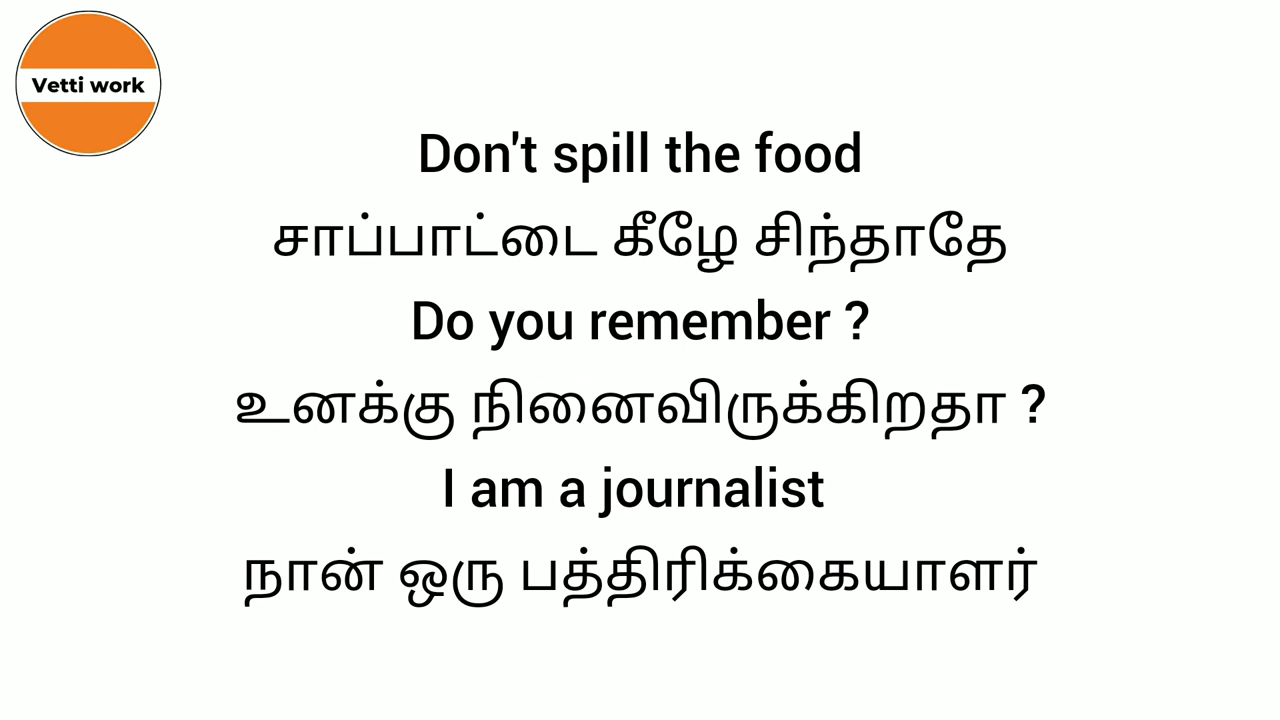 Vetti work
Don't spill the food
சாப்பாட்டை கீழே சிந்தாதே
Do you remember ?
உனக்கு நினைவிருக்கிறதா ?
I am a journalist
நான் ஒரு பத்திரிக்கையாளர்